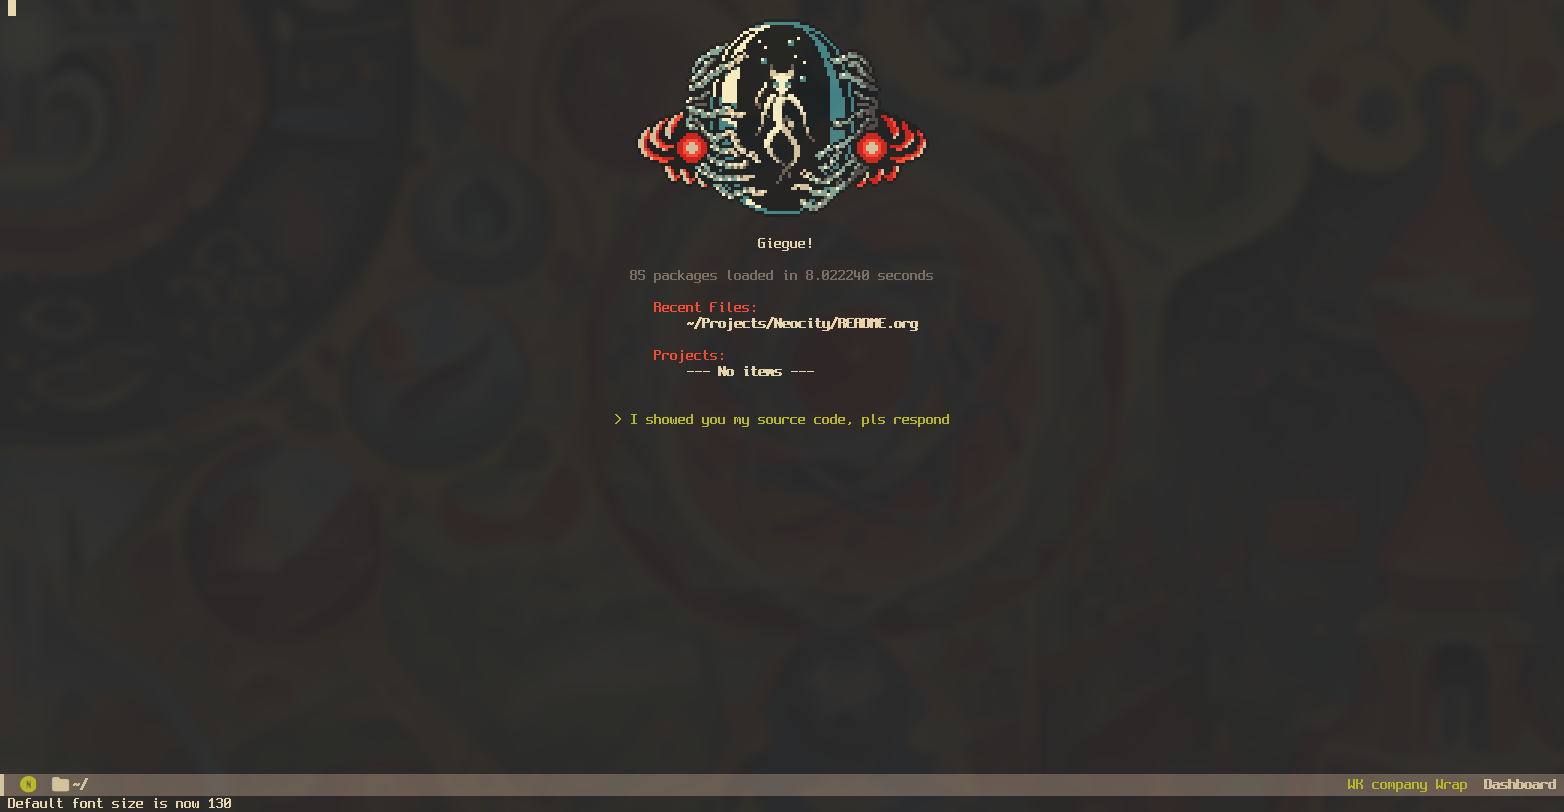 Giegue!
85 packages loaded in 8.022240 seconds
Recent Files:
~/Projects/Neocity/README.org
Projects:
--- No items ---
> I showed you my source code, pls respond
N ~/ WK company Wrap Dashboard
Default font size is now 130